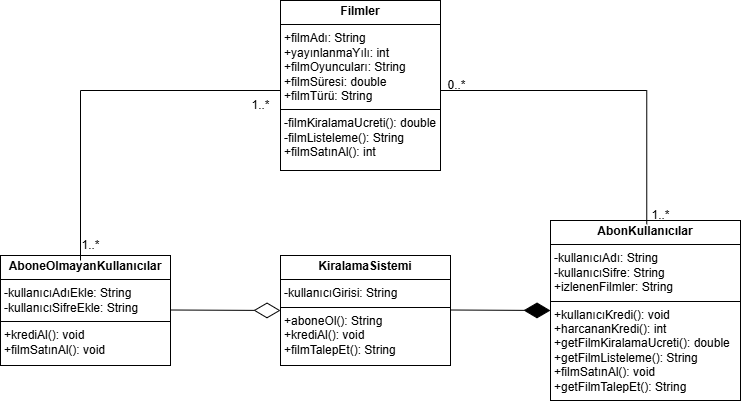 Filmler
+filmAdı: String
+yayınlanmaYılı: int
+filmOyuncuları: String
+filmSüresi: double
+filmTürü: String
-filmKiralamaUcreti(): double
-filmListeleme(): String
+filmSatınAl(): int
1..*
0..*
1..*
1..*
AboneOlmayanKullanıcılar
-kullanıcıAdıEkle: String
-kullanıcıSifreEkle: String
+krediAl(): void
+filmSatınAl(): void
KiralamaSistemi
-kullanıcıGirisi: String
+aboneOl(): String
+krediAl(): void
+filmTalepEt(): String
AbonKullanıcılar
-kullanıcıAdı: String
-kullanıcıSifre: String
+izlenenFilmler: String
+kullanıcıKredi(): void
+harcananKredi(): int
+getFilmKiralamaUcreti(): double
+getFilmListeleme(): String
+filmSatınAl(): void
+getFilmTalepEt(): String